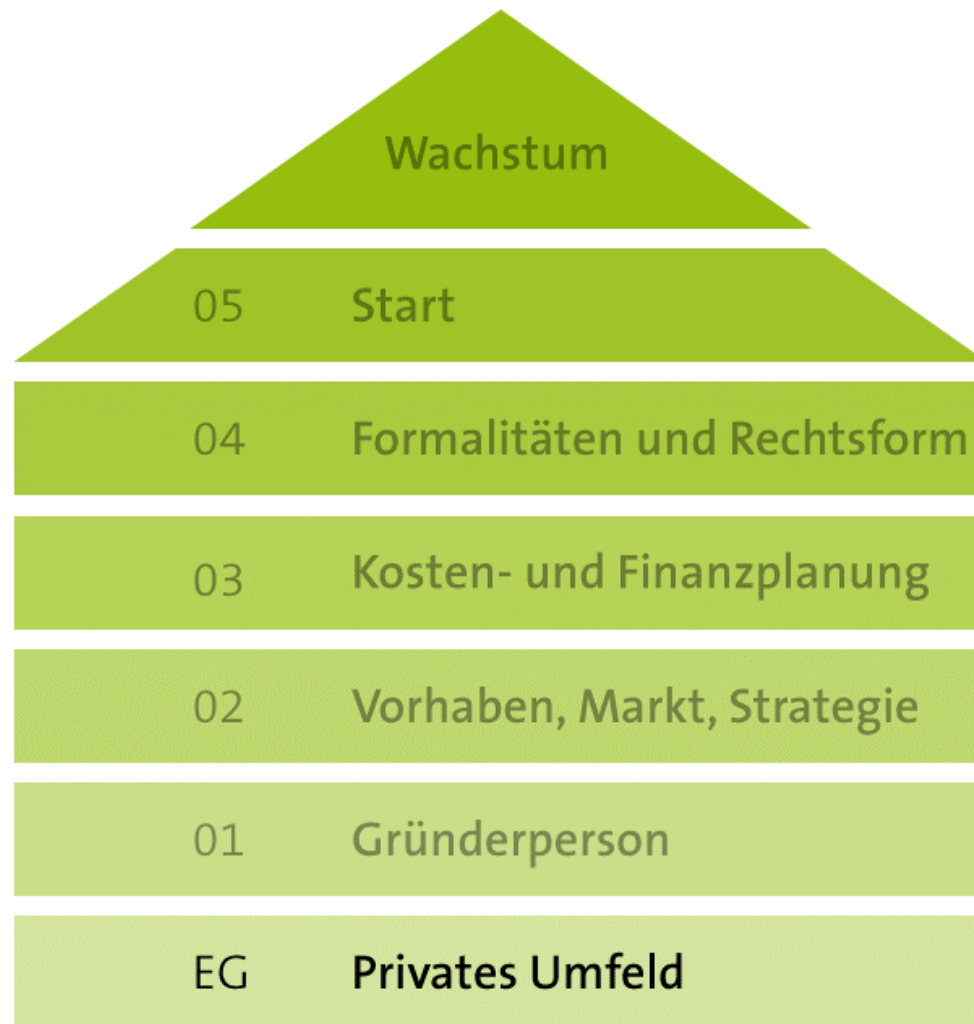 Wachstum
05 Start
04 Formalitäten und Rechtsform
03 Kosten- und Finanzplanung
02 Vorhaben, Markt, Strategie
01 Gründerperson
EG Privates Umfeld